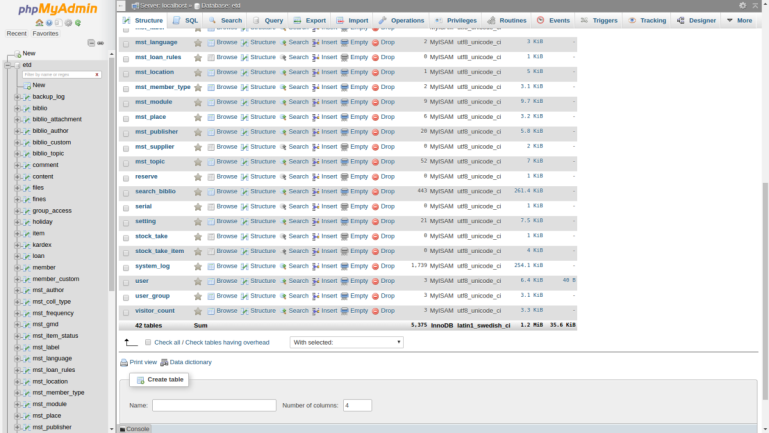 phpMyAdmin
Recent Favorites
New
etd
Filter by name or regex X
New
backup_log
biblio
biblio_attachment
biblio_author
biblio_custom
biblio_topic
comment
content
files
fines
group_access
holiday
item
kardex
loan
member
member_custom
mst_author
mst_coll_type
mst_frequency
mst_gmd
mst_item_status
mst_label
mst_language
mst_loan_rules
mst_location
mst_member_type
mst_module
mst_place
mst_publisher
Server: localhost » Database: etd
Structure SQL Search Query Export Import Operations Privileges Routines Events Triggers Tracking Designer More
mst_language Browse Structure Search Insert Empty Drop 2 MyISAM utf8_unicode_ci 3 KiB -
mst_loan_rules Browse Structure Search Insert Empty Drop 0 MyISAM utf8_unicode_ci 1 KiB -
mst_location Browse Structure Search Insert Empty Drop MyISAM utf8_unicode_ci 5 KiB -
mst_member_type Browse Structure Search Insert Empty Drop 2 MyISAM utf8_unicode_ci 3.1 KiB -
mst_module Browse Structure Search Insert Empty Drop MyISAM utf8_unicode_ci 9.7 KiB -
mst_place Browse Structure Search Insert Empty Drop MyISAM utf8_unicode_ci 3.2 KiB -
mst_publisher Browse Structure Search Insert Empty Drop 20 MyISAM utf8_unicode_ci 5.8 KiB -
mst_supplier Browse Structure Search Insert Empty Drop 0 MyISAM utf8_unicode_ci 2 KiB -
mst_topic Browse Structure Search Insert Empty Drop 52 MyISAM utf8_unicode_ci 7 KiB -
reserve Browse Structure Search Insert Empty Drop 0 MyISAM utf8_unicode_ci 1 KiB -
search_biblio Browse Structure Search Insert Empty Drop 443 MyISAM utf8_unicode_ci 261.4 KiB -
serial Browse Structure Search Insert Empty Drop 0 MyISAM utf8_unicode_ci 1 KiB -
setting Browse Structure Search Insert Empty Drop 21 MyISAM utf8_unicode_ci 7.5 KiB -
stock_take Browse Structure Search Insert Empty Drop 0 MyISAM utf8_unicode_ci 1 KiB -
stock_take_item Browse Structure Search Insert Empty Drop 0 MyISAM utf8_unicode_ci 4 KiB -
system_log Browse Structure Search Insert Empty Drop 1,739 MyISAM utf8_unicode_ci 254.1 KiB -
user Browse Structure Search Insert Empty Drop 3 MyISAM utf8_unicode_ci 6.4 KiB 40 B
user_group Browse Structure Search Insert Empty Drop 3 MyISAM utf8_unicode_ci 3.1 KiB -
visitor_count Browse Structure Search Insert Empty Drop 3 MyISAM utf8_unicode_ci 3.3 KiB -
42 tables Sum 5,375 InnoDB latin1_swedish_ci 1.2 MiB 35.6 KiB
Check all / Check tables having overhead With selected:
Print view Data dictionary
Create table
Name: Number of columns: 4
Console